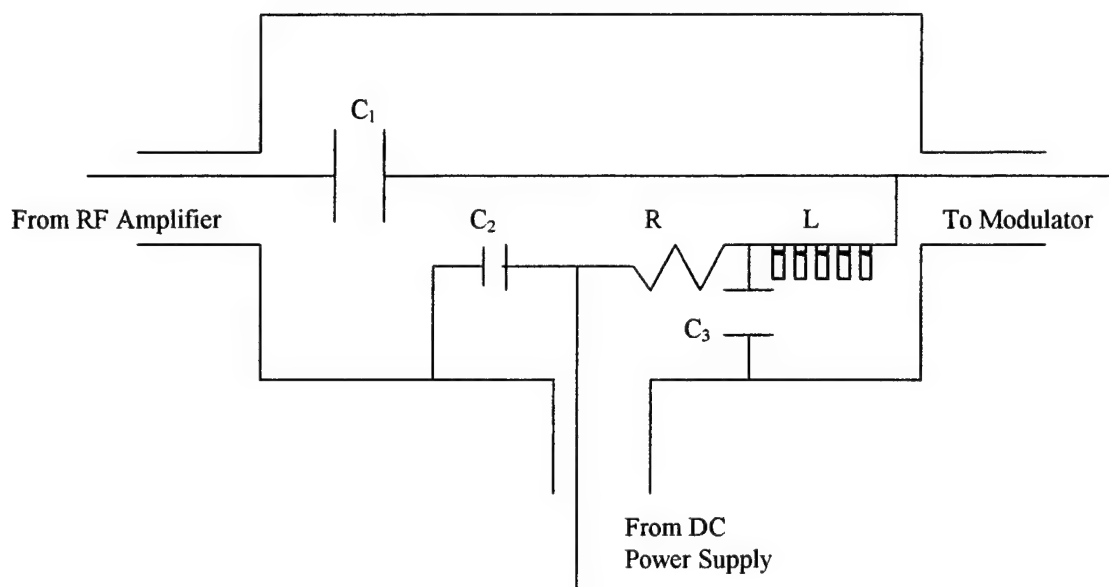 C₁
From RF Amplifier
C₂
R
L
To Modulator
C₃
From DC
Power Supply